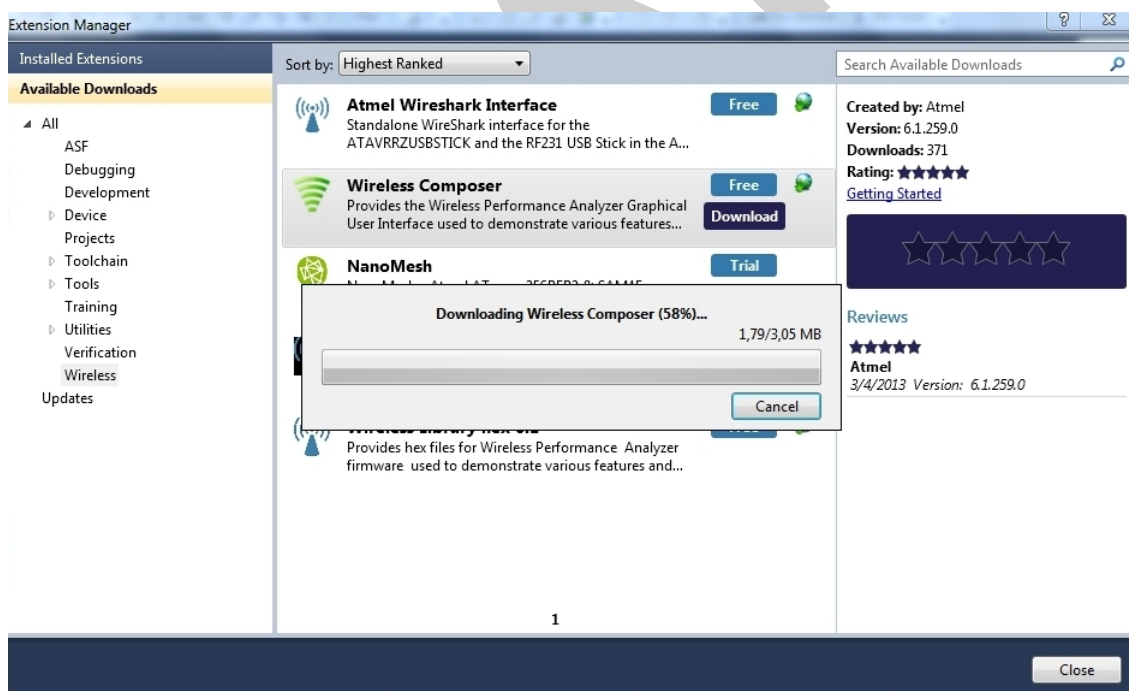 Extension Manager
Installed Extensions
Available Downloads
All
ASF
Debugging
Development
Device
Projects
Toolchain
Tools
Training
Utilities
Verification
Wireless
Updates
Sort by: Highest Ranked
Atmel Wireshark Interface
Free
Standalone WireShark interface for the
ATAVRRZUSBSTICK and the RF231 USB Stick in the A...
Wireless Composer
Free
Provides the Wireless Performance Analyzer Graphical
User Interface used to demonstrate various features...
Download
NanoMesh
Trial
Downloading Wireless Composer (58%)...
1,79/3,05 MB
Cancel
Provides hex files for Wireless Performance Analyzer
firmware used to demonstrate various features and...
1
Search Available Downloads
Created by: Atmel
Version: 6.1.259.0
Downloads: 371
Rating:
Getting Started
Reviews
Atmel
3/4/2013 Version: 6.1.259.0
Close